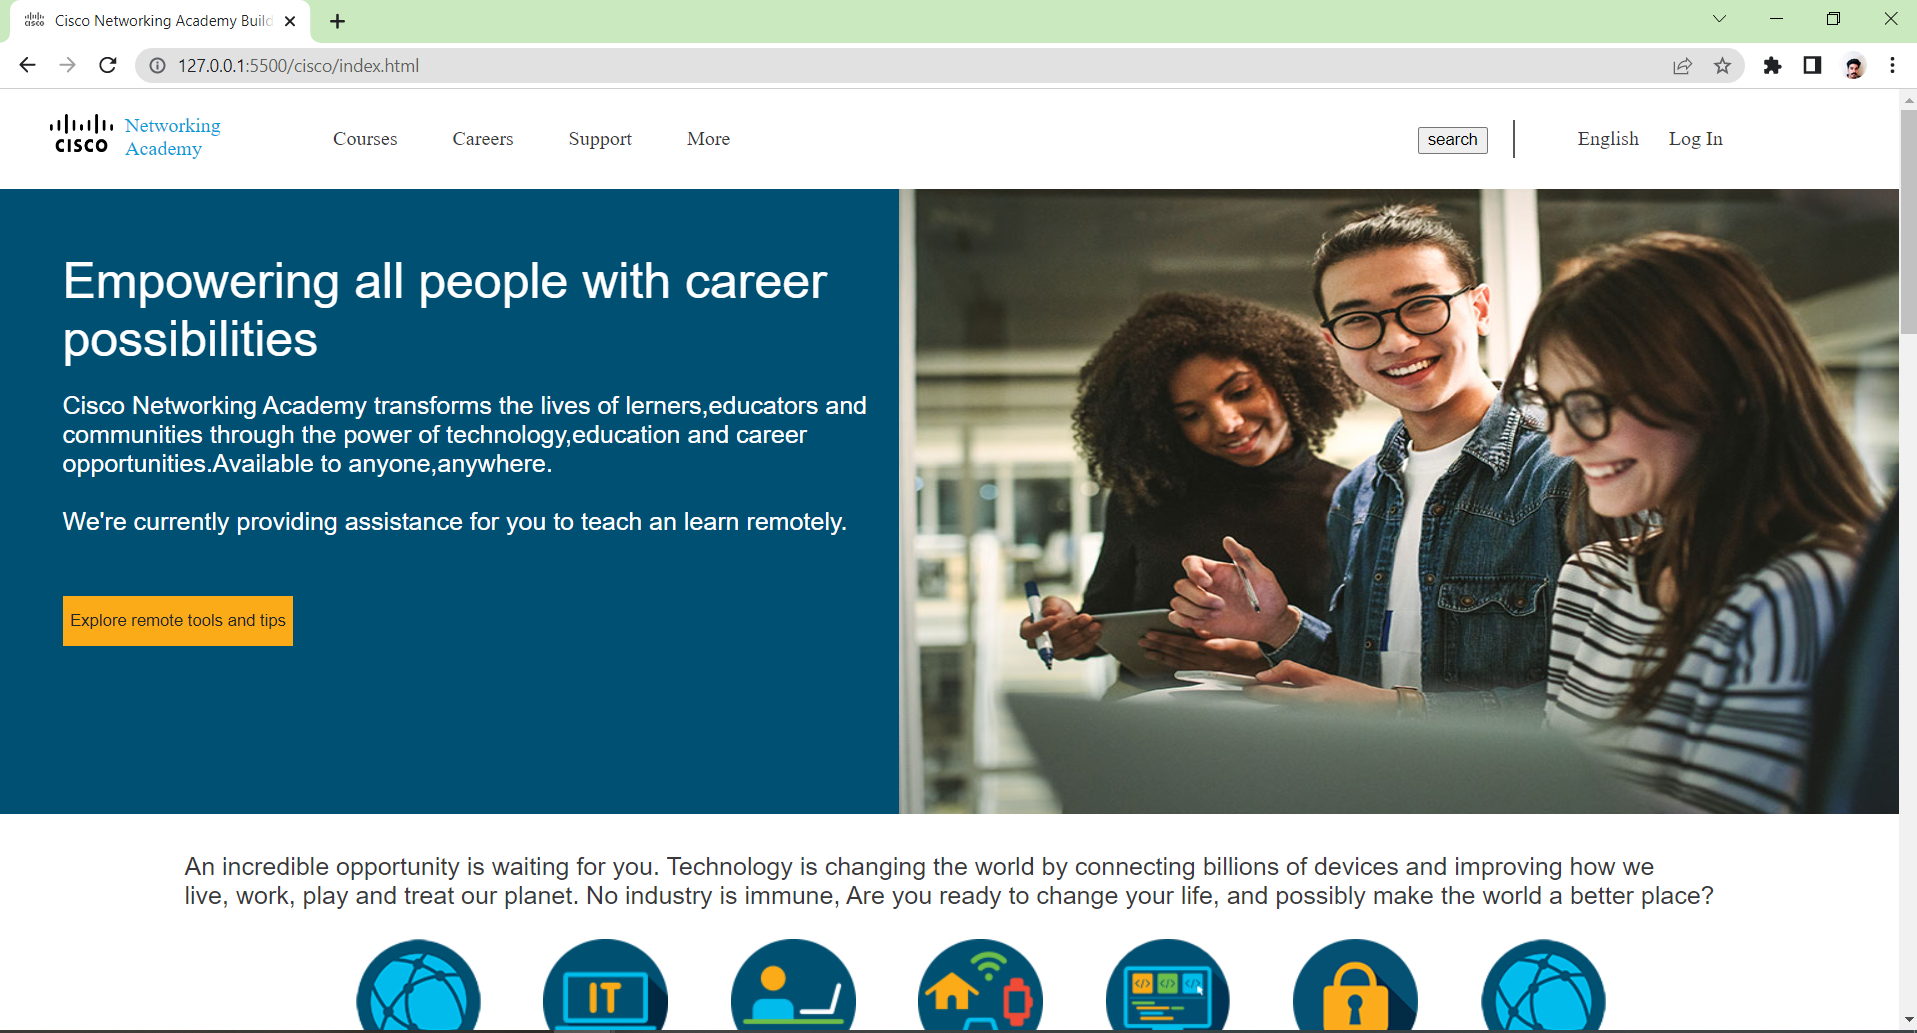 Cisco Networking Academy Build
127.0.0.1:5500/cisco/index.html
CISCO
Networking
Academy
Courses
Careers
Support
More
search
English
Log In
Empowering all people with career
possibilities
Cisco Networking Academy transforms the lives of lerners,educators and
communities through the power of technology,education and career
opportunities.Available to anyone,anywhere.
We're currently providing assistance for you to teach an learn remotely.
Explore remote tools and tips
An incredible opportunity is waiting for you. Technology is changing the world by connecting billions of devices and improving how we
live, work, play and treat our planet. No industry is immune, Are you ready to change your life, and possibly make the world a better place?
IT